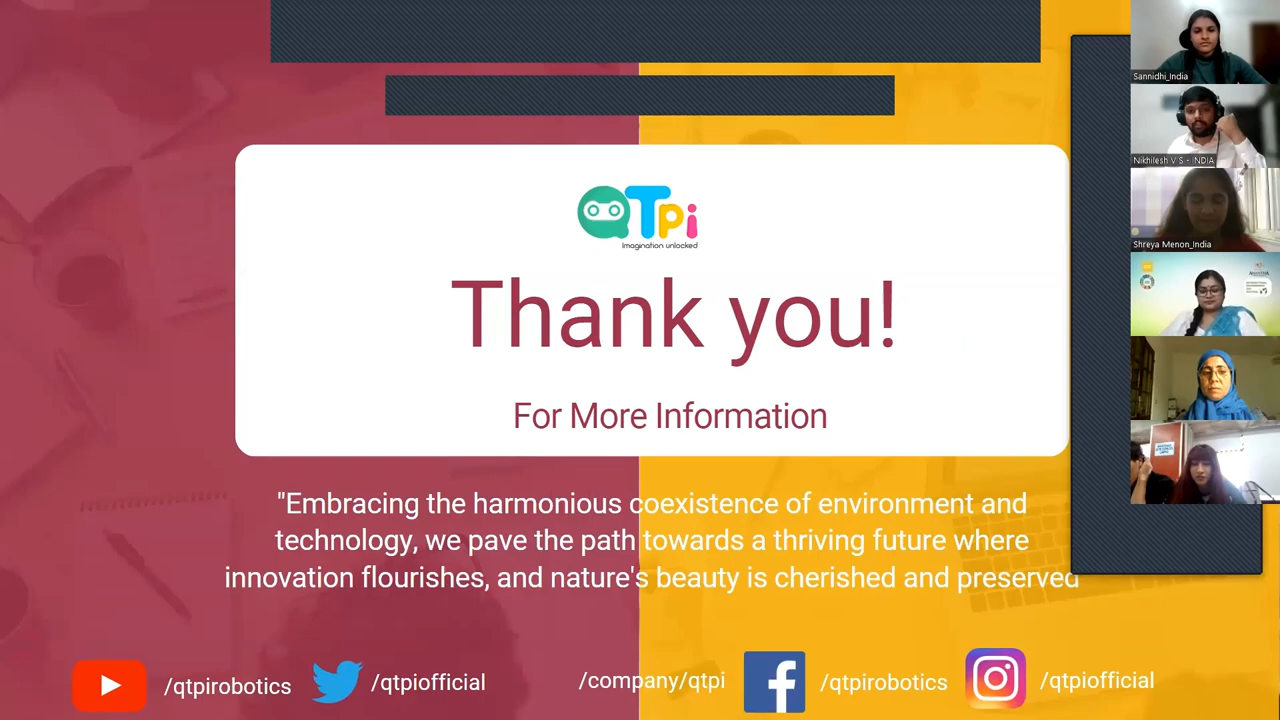 QTpi
Imagination unlocked
Thank you!
For More Information
"Embracing the harmonious coexistence of environment and
technology, we pave the path towards a thriving future where
innovation flourishes, and nature's beauty is cherished and preserved
/qtpirobotics
/qtpiofficial
/company/qtpi
/qtpirobotics
/qtpiofficial
Sannidhi_India
Nikhilesh V S - INDIA
Shreya Menon_India